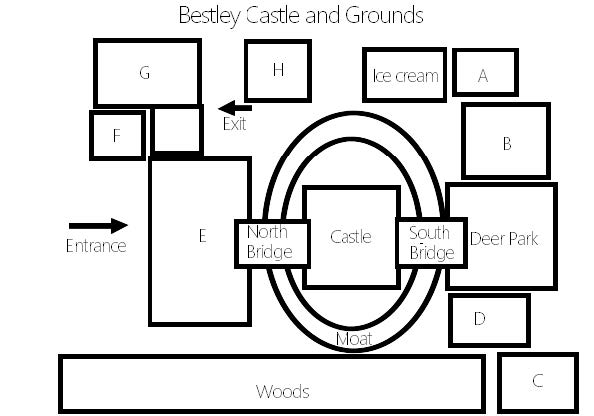 Bestley Castle and Grounds
G
H
Ice cream
A
Exit
F
B
Entrance
E
North
Bridge
Castle
South
Bridge
Deer Park
D
Moat
C
Woods